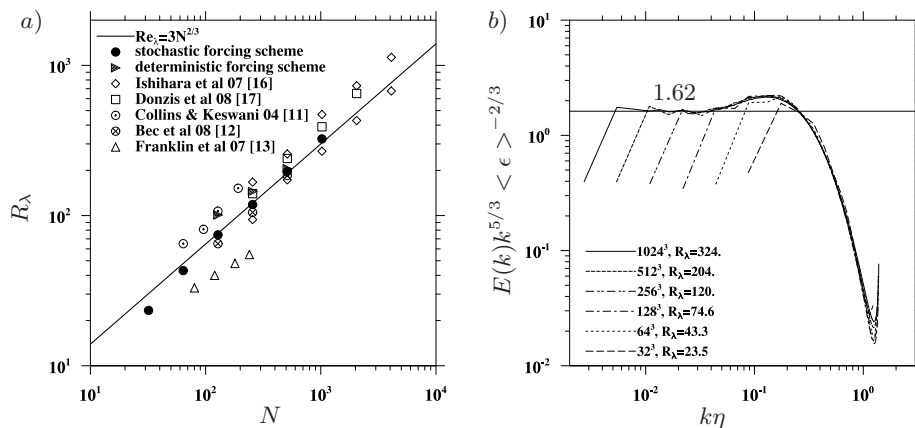 a)
Re_λ=3N^{2/3}
stochastic forcing scheme
deterministic forcing scheme
Ishihara et al 07 [16]
Donzis et al 08 [17]
Collins & Keswani 04 [11]
Bec et al 08 [12]
Franklin et al 07 [13]
R_λ
10^3
10^2
10^1
10^1 10^2 10^3 10^4
N
b)
1.62
1024^3, R_λ=324.
512^3, R_λ=204.
256^3, R_λ=120.
128^3, R_λ=74.6
64^3, R_λ=43.3
32^3, R_λ=23.5
E(k)k^{5/3} < ϵ >^{-2/3}
10^2
10^1
10^0
10^{-1}
10^{-2}
10^{-2} 10^{-1} 10^0
kη